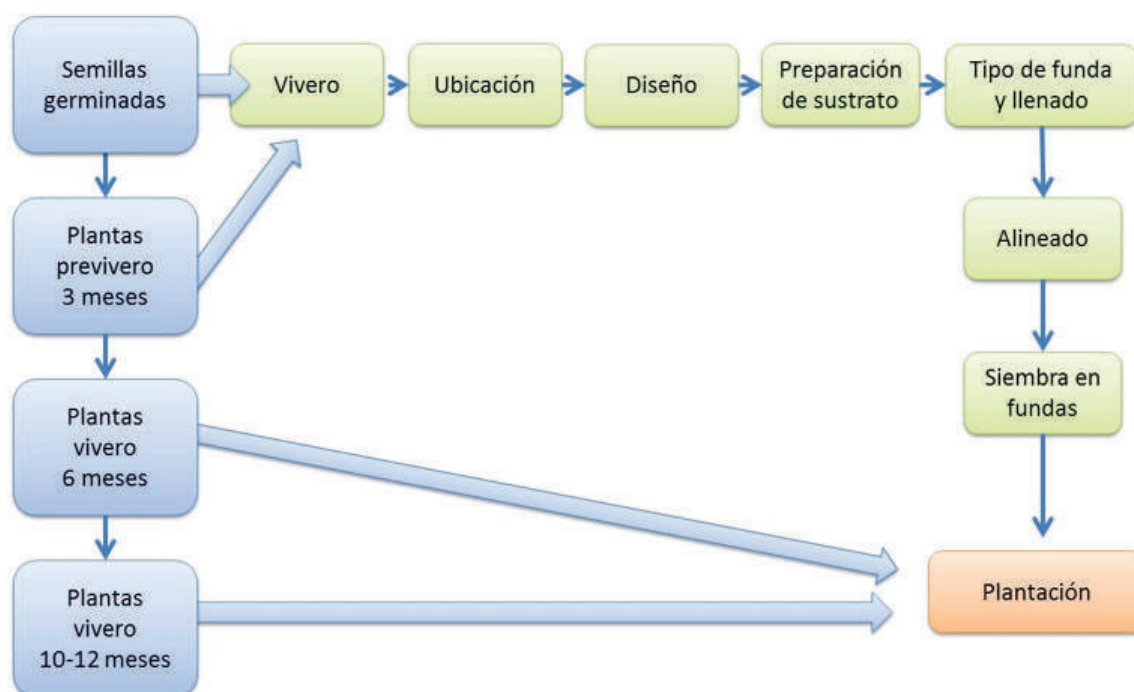 Semillas
germinadas
Vivero
Ubicación
Diseño
Preparación
de sustrato
Tipo de funda
y llenado
Plantas
previvero
3 meses
Alineado
Plantas
vivero
6 meses
Siembra en
fundas
Plantas
vivero
10-12 meses
Plantación